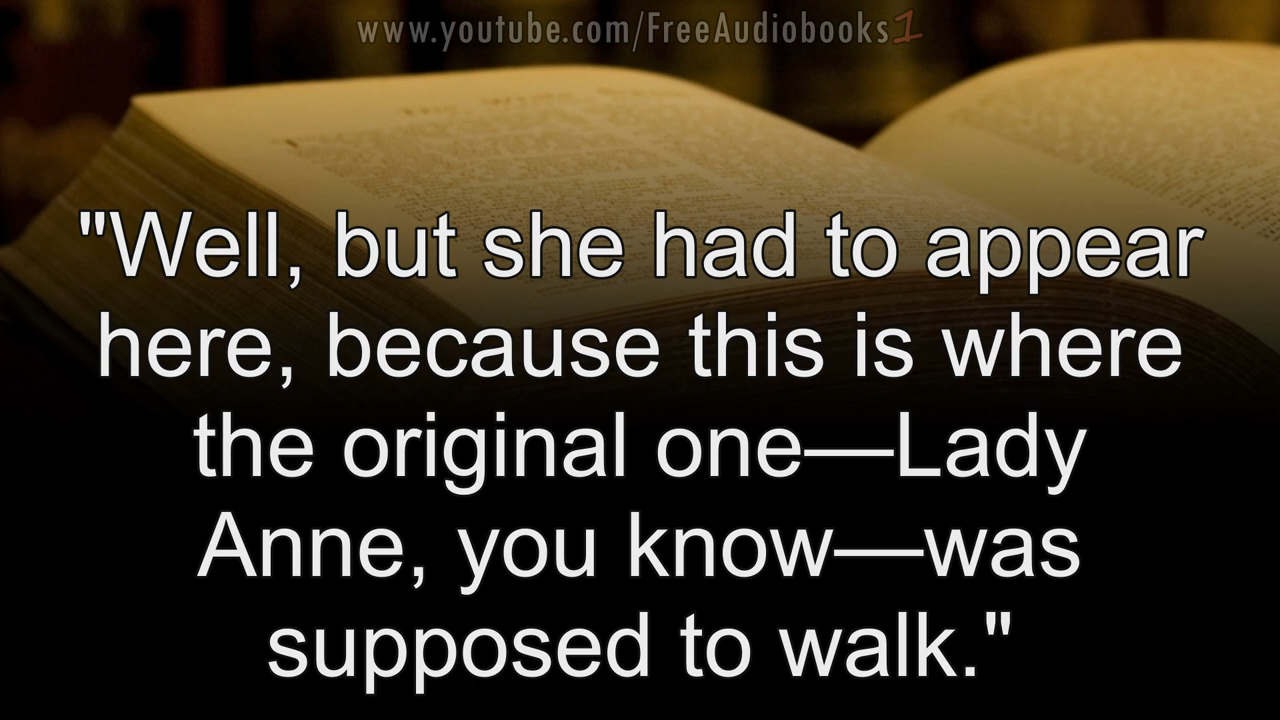 www.youtube.com/FreeAudiobooks1
"Well, but she had to appear
here, because this is where
the original one—Lady
Anne, you know—was
supposed to walk."